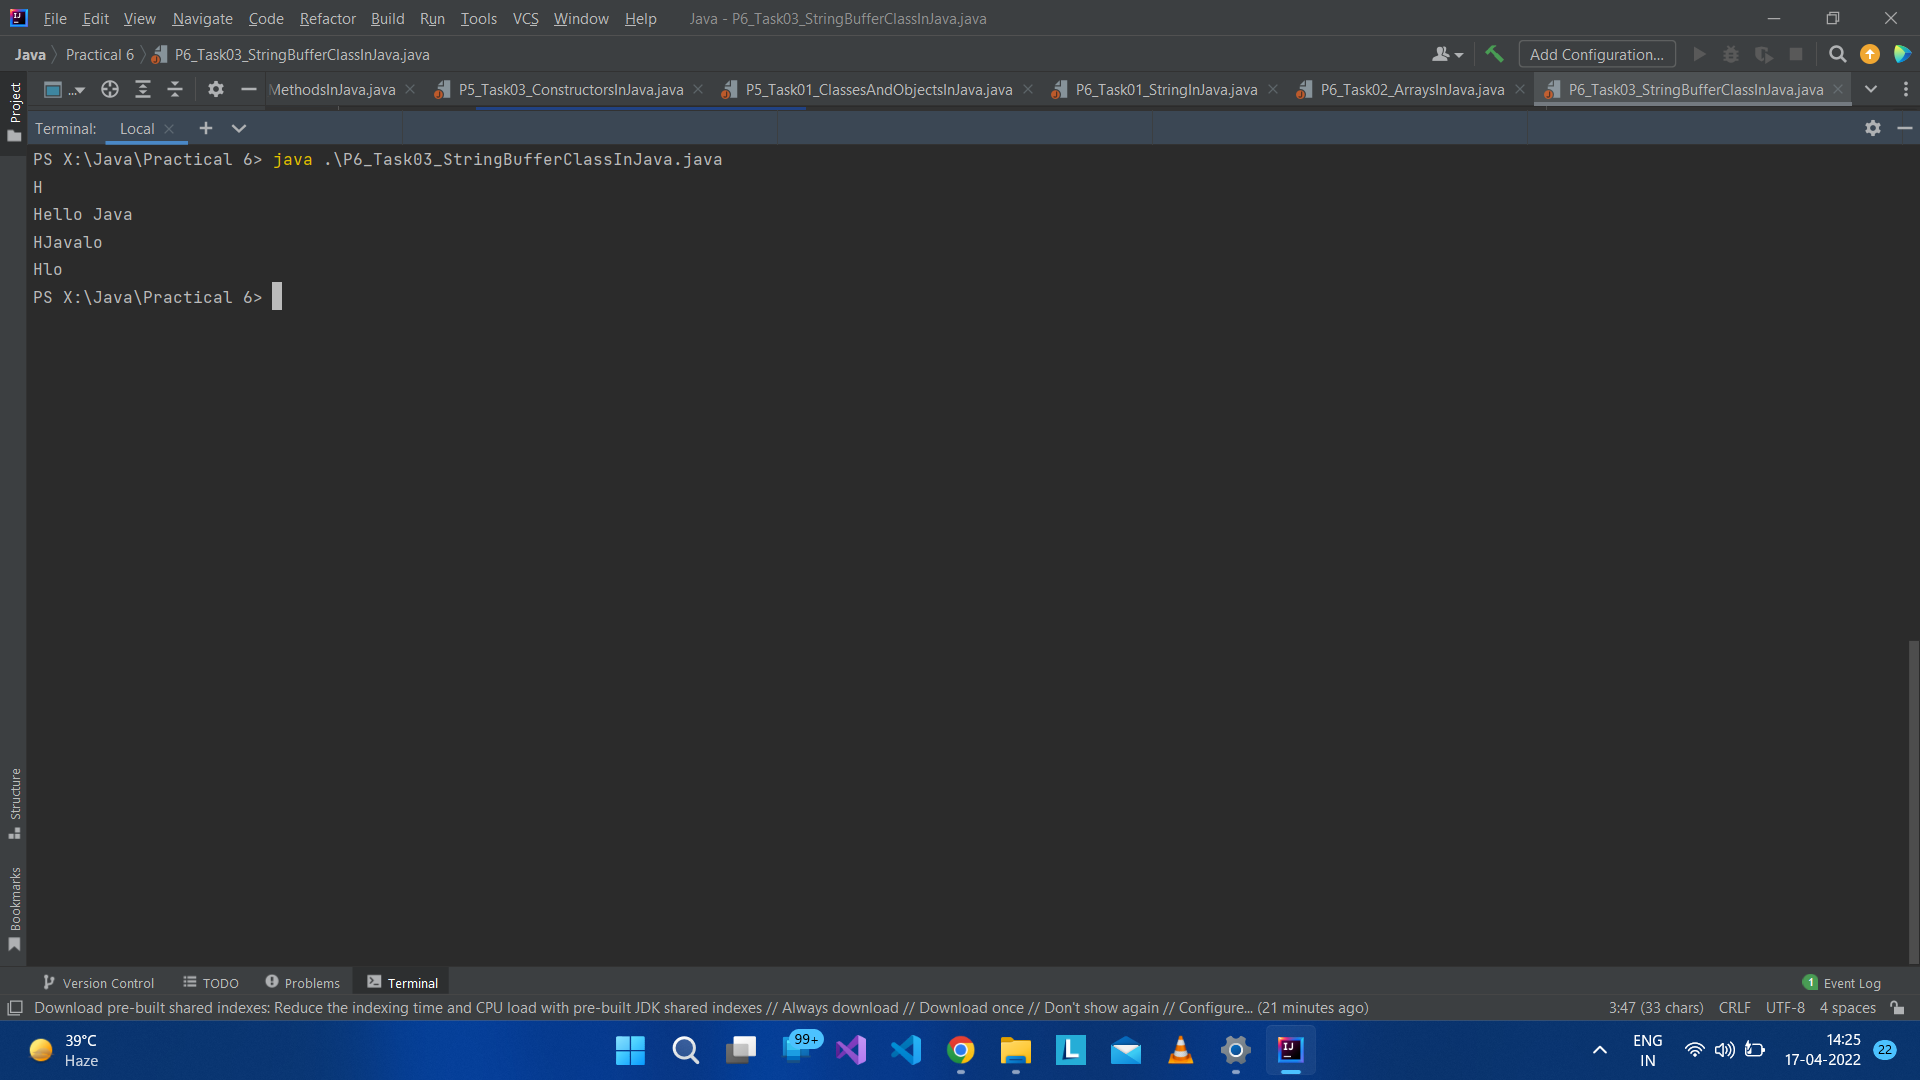 File Edit View Navigate Code Refactor Build Run Tools VCS Window Help Java - P6_Task03_StringBufferClassInJava.java
Java Practical 6 P6_Task03_StringBufferClassInJava.java Add Configuration...
Project ... MethodsInJava.java P5_Task03_ConstructorsInJava.java P5_Task01_ClassesAndObjectsInJava.java P6_Task01_StringInJava.java P6_Task02_ArraysInJava.java P6_Task03_StringBufferClassInJava.java
Terminal: Local
PS X:\Java\Practical 6> java .\P6_Task03_StringBufferClassInJava.java
H
Hello Java
HJavalo
Hlo
PS X:\Java\Practical 6>
Structure
Bookmarks
Version Control TODO Problems Terminal 1 Event Log
Download pre-built shared indexes: Reduce the indexing time and CPU load with pre-built JDK shared indexes // Always download // Download once // Don't show again // Configure... (21 minutes ago) 3:47 (33 chars) CRLF UTF-8 4 spaces
39°C 99+ L IJ ENG 14:25
Haze IN 17-04-2022 22